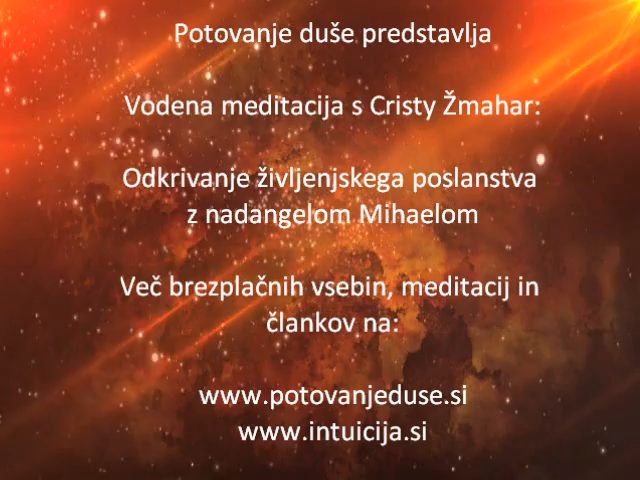 Potovanje duše predstavlja
Vodena meditacija s Cristy Žmahar:
Odkrivanje življenjskega poslanstva
z nadangelom Mihaelom
Več brezplačnih vsebin, meditacij in
člankov na:
www.potovanjeduse.si
www.intuicija.si